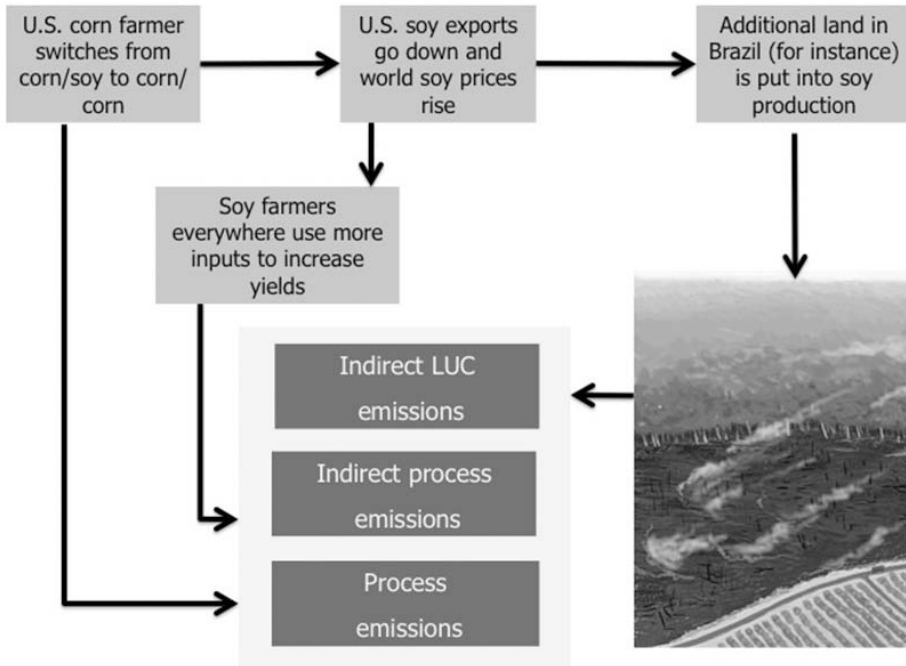 U.S. corn farmer
switches from
corn/soy to corn/
corn
U.S. soy exports
go down and
world soy prices
rise
Additional land in
Brazil (for instance)
is put into soy
production
Soy farmers
everywhere use more
inputs to increase
yields
Indirect LUC
emissions
Indirect process
emissions
Process
emissions